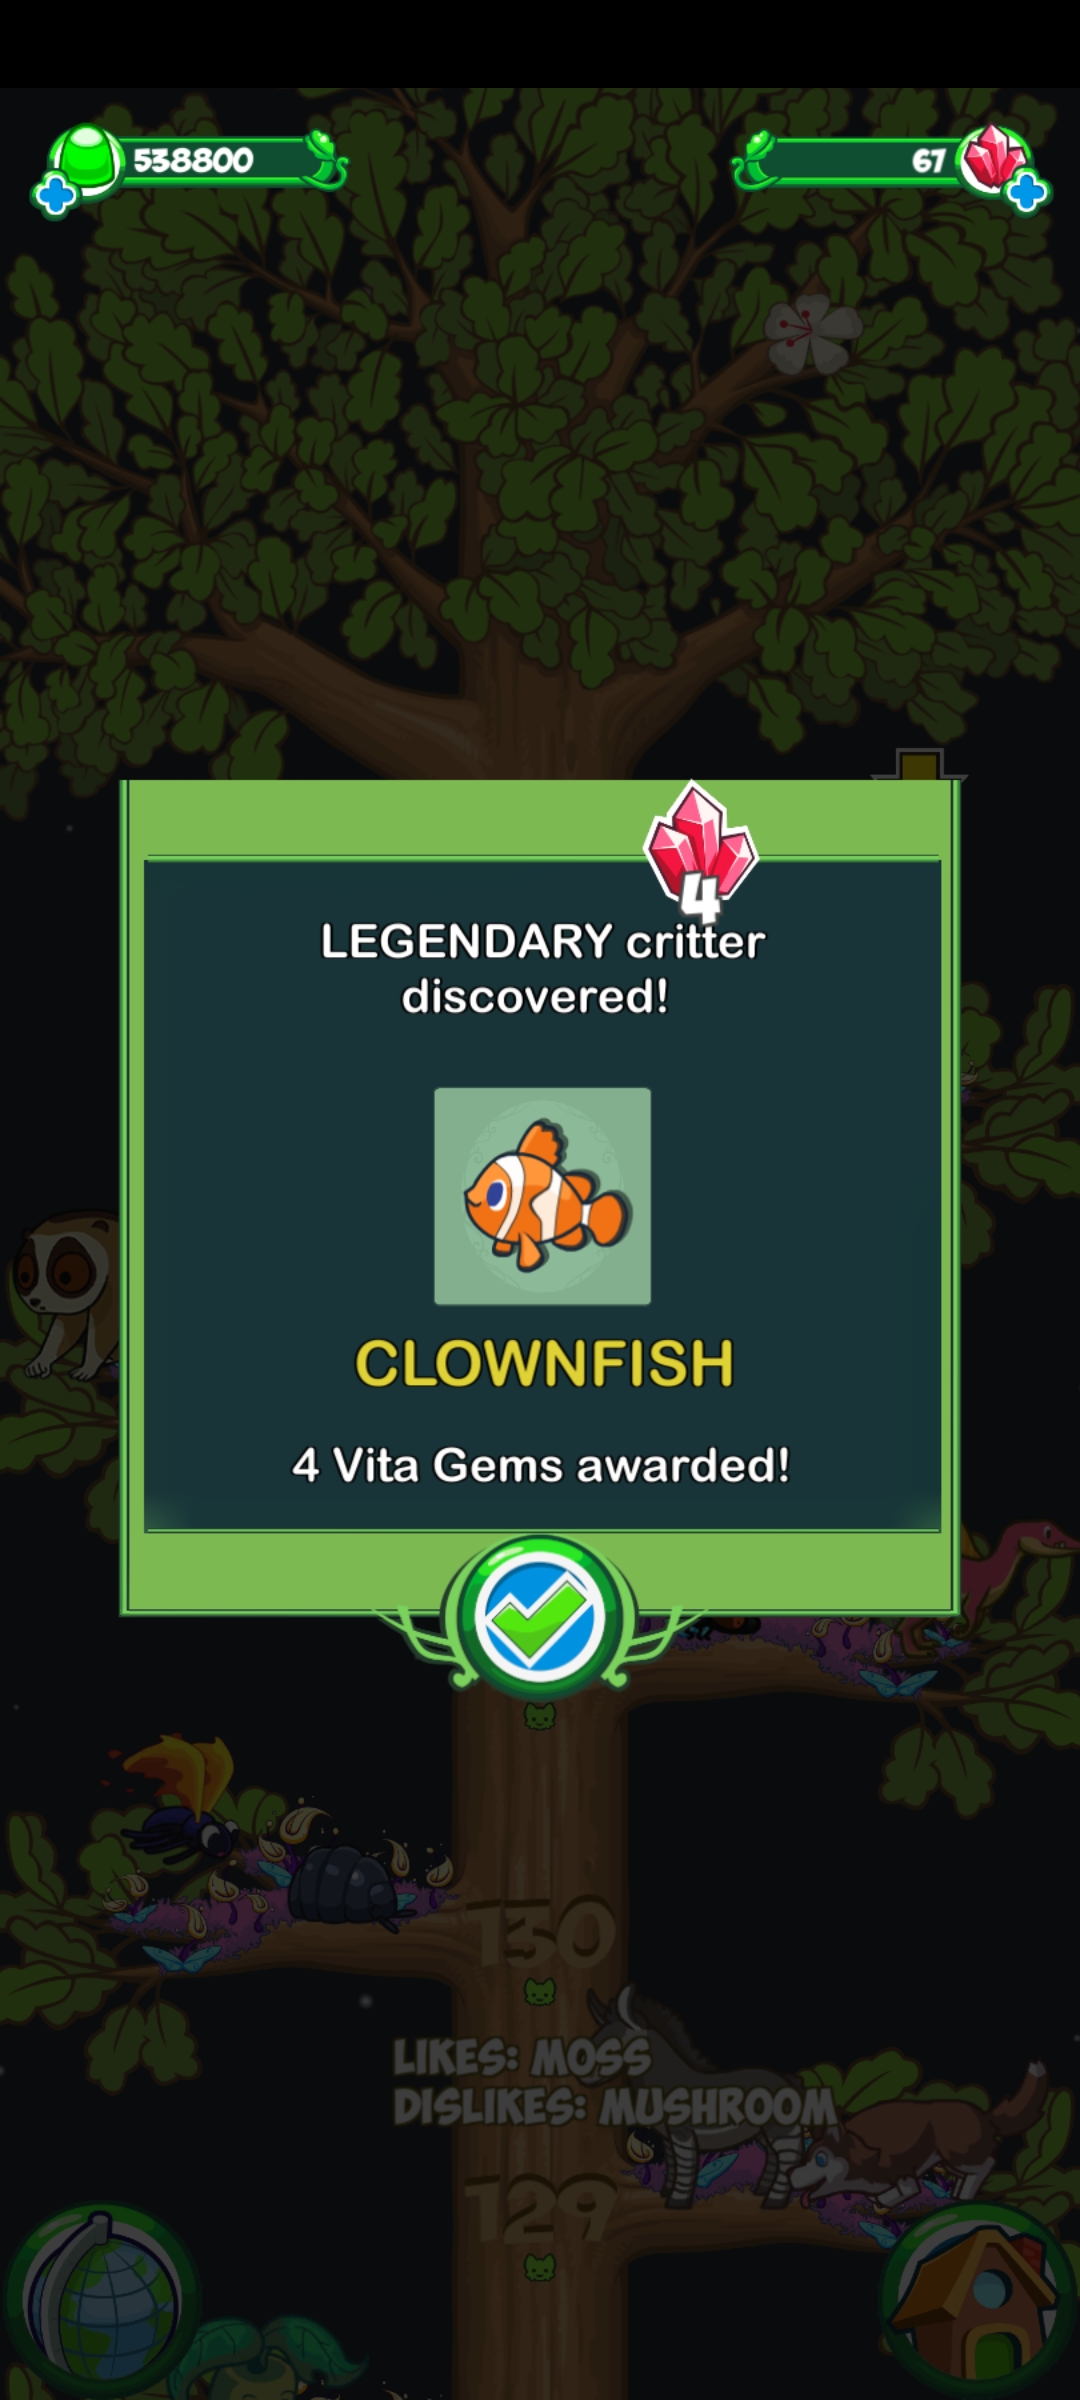 538800
67
4
LEGENDARY critter
discovered!
CLOWNFISH
4 Vita Gems awarded!
130
LIKES: MOSS
DISLIKES: MUSHROOM
129